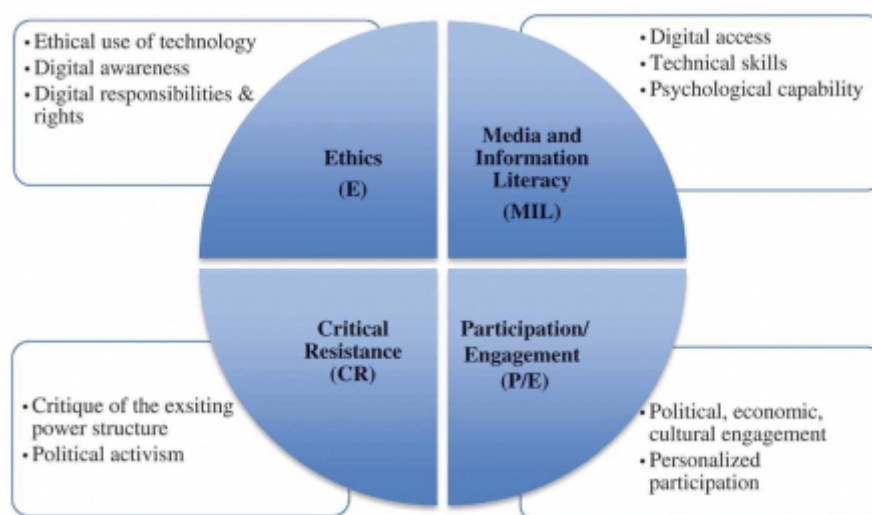 • Ethical use of technology
• Digital awareness
• Digital responsibilities &
rights
• Digital access
• Technical skills
• Psychological capability
Ethics
(E)
Media and
Information
Literacy
(MIL)
Critical
Resistance
(CR)
Participation/
Engagement
(P/E)
• Critique of the exsiting
power structure
• Political activism
• Political, economic,
cultural engagement
• Personalized
participation